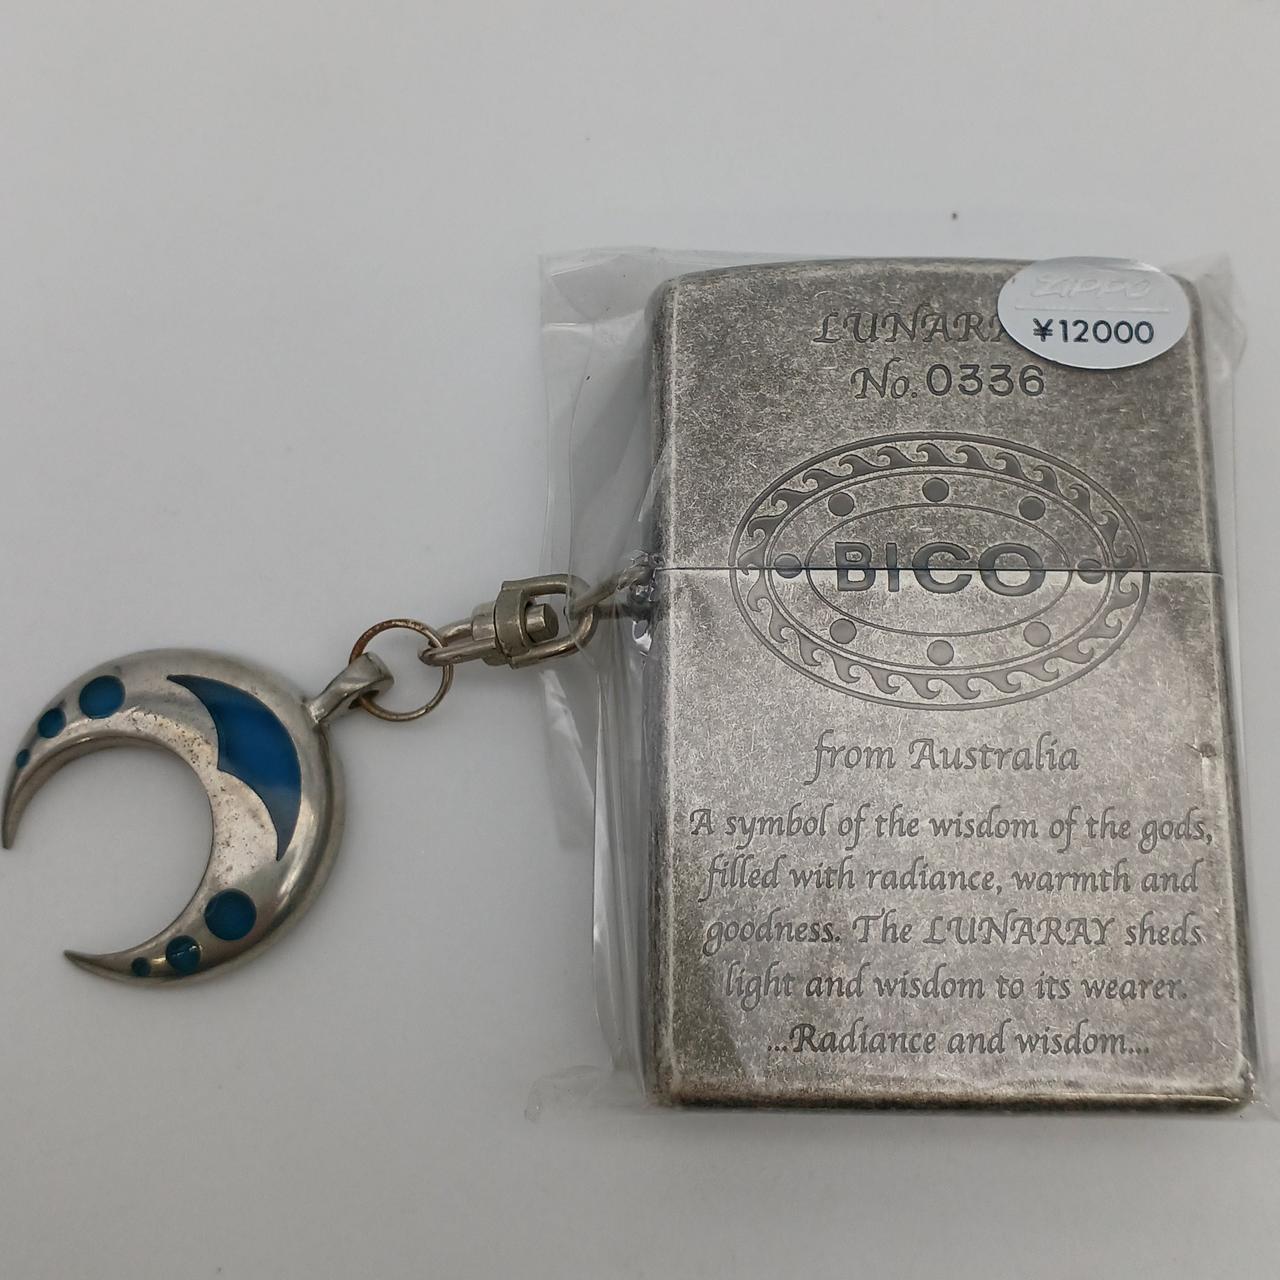 ZIPPO
¥12000
LUNARA
No. 0336
BICO
from Australia
A symbol of the wisdom of the gods,
filled with radiance, warmth and
goodness. The LUNARAY sheds
light and wisdom to its wearer.
...Radiance and wisdom...